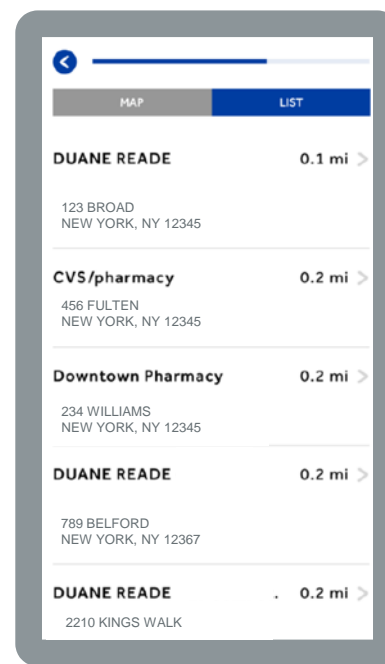 MAP LIST
DUANE READE 0.1 mi
123 BROAD
NEW YORK, NY 12345
CVS/pharmacy 0.2 mi
456 FULTEN
NEW YORK, NY 12345
Downtown Pharmacy 0.2 mi
234 WILLIAMS
NEW YORK, NY 12345
DUANE READE 0.2 mi
789 BELFORD
NEW YORK, NY 12367
DUANE READE . 0.2 mi
2210 KINGS WALK